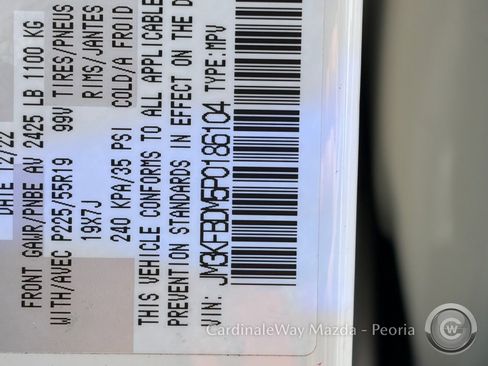 DATE 12/22
FRONT GAWR/PNBE AV 2425 LB 1100 KG
WITH/AVEC P225/55R19 99V TIRES/PNEUS
19X7J RIMS/JANTES
240 KPA/35 PSI COLD/A FROID
THIS VEHICLE CONFORMS TO ALL APPLICABLE
PREVENTION STANDARDS IN EFFECT ON THE D
VIN: JM3KFBDM5P0186104 TYPE: MPV
CardinaleWay Mazda - Peoria
CW